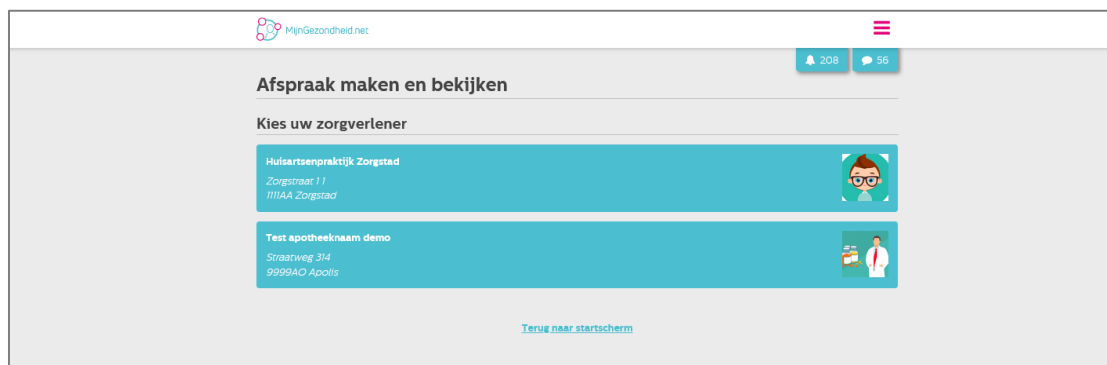 MijnGezondheid.net
208 56
Afspraak maken en bekijken
Kies uw zorgverlener
Huisartsenpraktijk Zorgstad
Zorgstraat 11
1111AA Zorgstad
Test apotheeknaam demo
Straatweg 314
9999AO Apolis
Terug naar startscherm